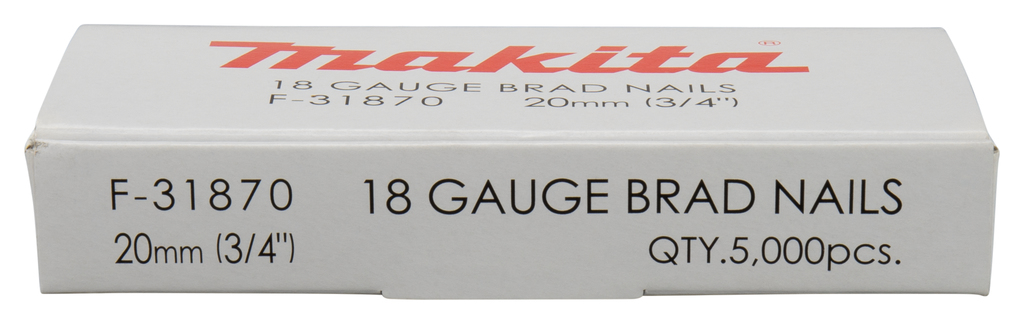 Makita®
18 GAUGE BRAD NAILS
F-31870 20mm (3/4")
F-31870 18 GAUGE BRAD NAILS
20mm (3/4") QTY.5,000pcs.